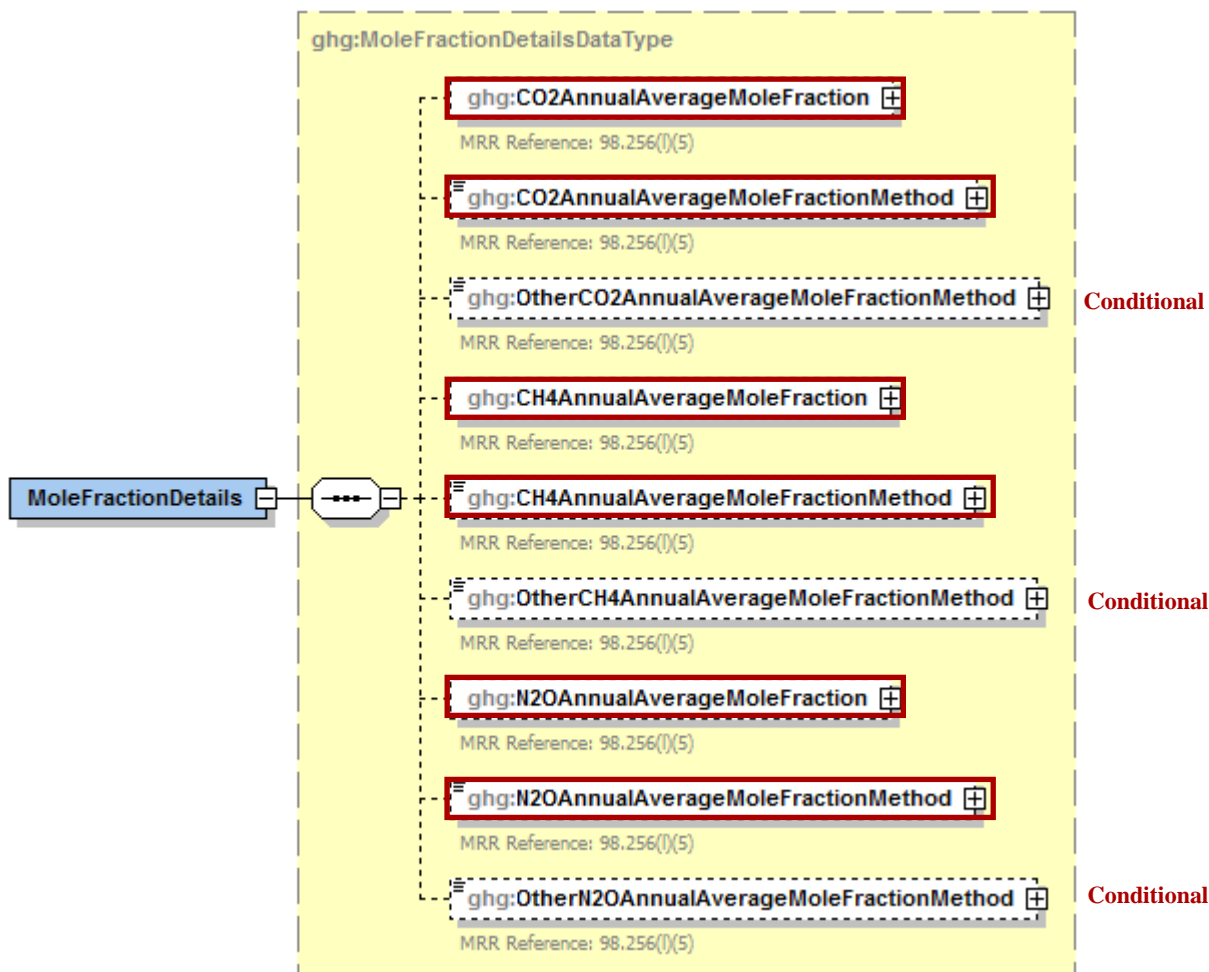 ghg:MoleFractionDetailsDataType
ghg:CO2AnnualAverageMoleFraction
MRR Reference: 98.256(l)(5)
ghg:CO2AnnualAverageMoleFractionMethod
MRR Reference: 98.256(l)(5)
ghg:OtherCO2AnnualAverageMoleFractionMethod
Conditional
MRR Reference: 98.256(l)(5)
ghg:CH4AnnualAverageMoleFraction
MRR Reference: 98.256(l)(5)
MoleFractionDetails
ghg:CH4AnnualAverageMoleFractionMethod
MRR Reference: 98.256(l)(5)
ghg:OtherCH4AnnualAverageMoleFractionMethod
Conditional
MRR Reference: 98.256(l)(5)
ghg:N2OAnnualAverageMoleFraction
MRR Reference: 98.256(l)(5)
ghg:N2OAnnualAverageMoleFractionMethod
MRR Reference: 98.256(l)(5)
ghg:OtherN2OAnnualAverageMoleFractionMethod
Conditional
MRR Reference: 98.256(l)(5)